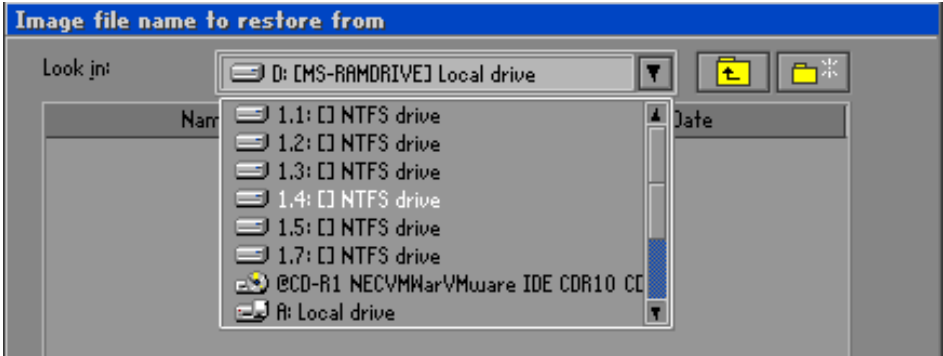 Image file name to restore from
Look in:
D: [MS-RAMDRIVE] Local drive
Nam
Date
1.1: [] NTFS drive
1.2: [] NTFS drive
1.3: [] NTFS drive
1.4: [] NTFS drive
1.5: [] NTFS drive
1.7: [] NTFS drive
@CD-R1 NECVMWarVMware IDE CDR10 CD
A: Local drive